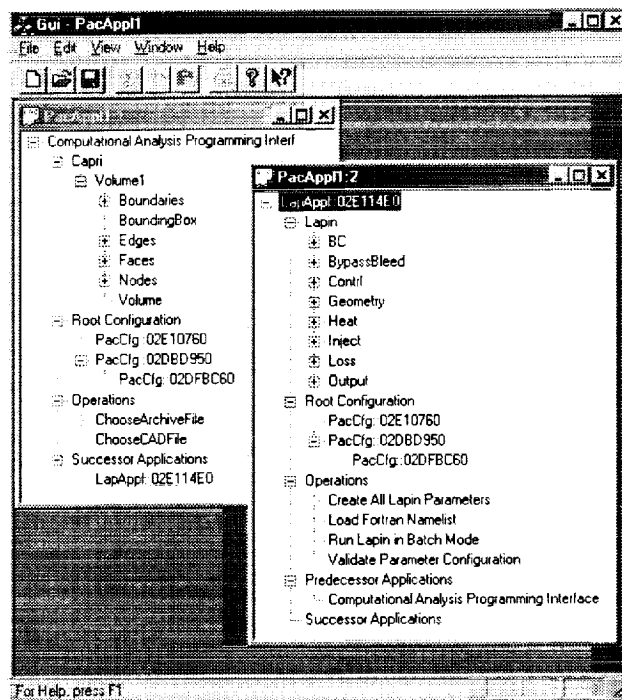 Gui - PacAppl1
File Edit View Window Help
PacAppl1:1
Computational Analysis Programming Interf
Capri
Volume1
Boundaries
BoundingBox
Edges
Faces
Nodes
Volume
Root Configuration
PacCfg:02E10760
PacCfg:02DBD950
PacCfg:02DFBC60
Operations
ChooseArchiveFile
ChooseCADFile
Successor Applications
LapAppl:02E114E0
PacAppl1:2
LapAppl:02E114E0
Lapin
BC
BypassBleed
Contrl
Geometry
Heat
Inject
Loss
Output
Root Configuration
PacCfg:02E10760
PacCfg:02DBD950
PacCfg:02DFBC60
Operations
Create All Lapin Parameters
Load Fortran Namelist
Run Lapin in Batch Mode
Validate Parameter Configuration
Predecessor Applications
Computational Analysis Programming Interface
Successor Applications
For Help, press F1